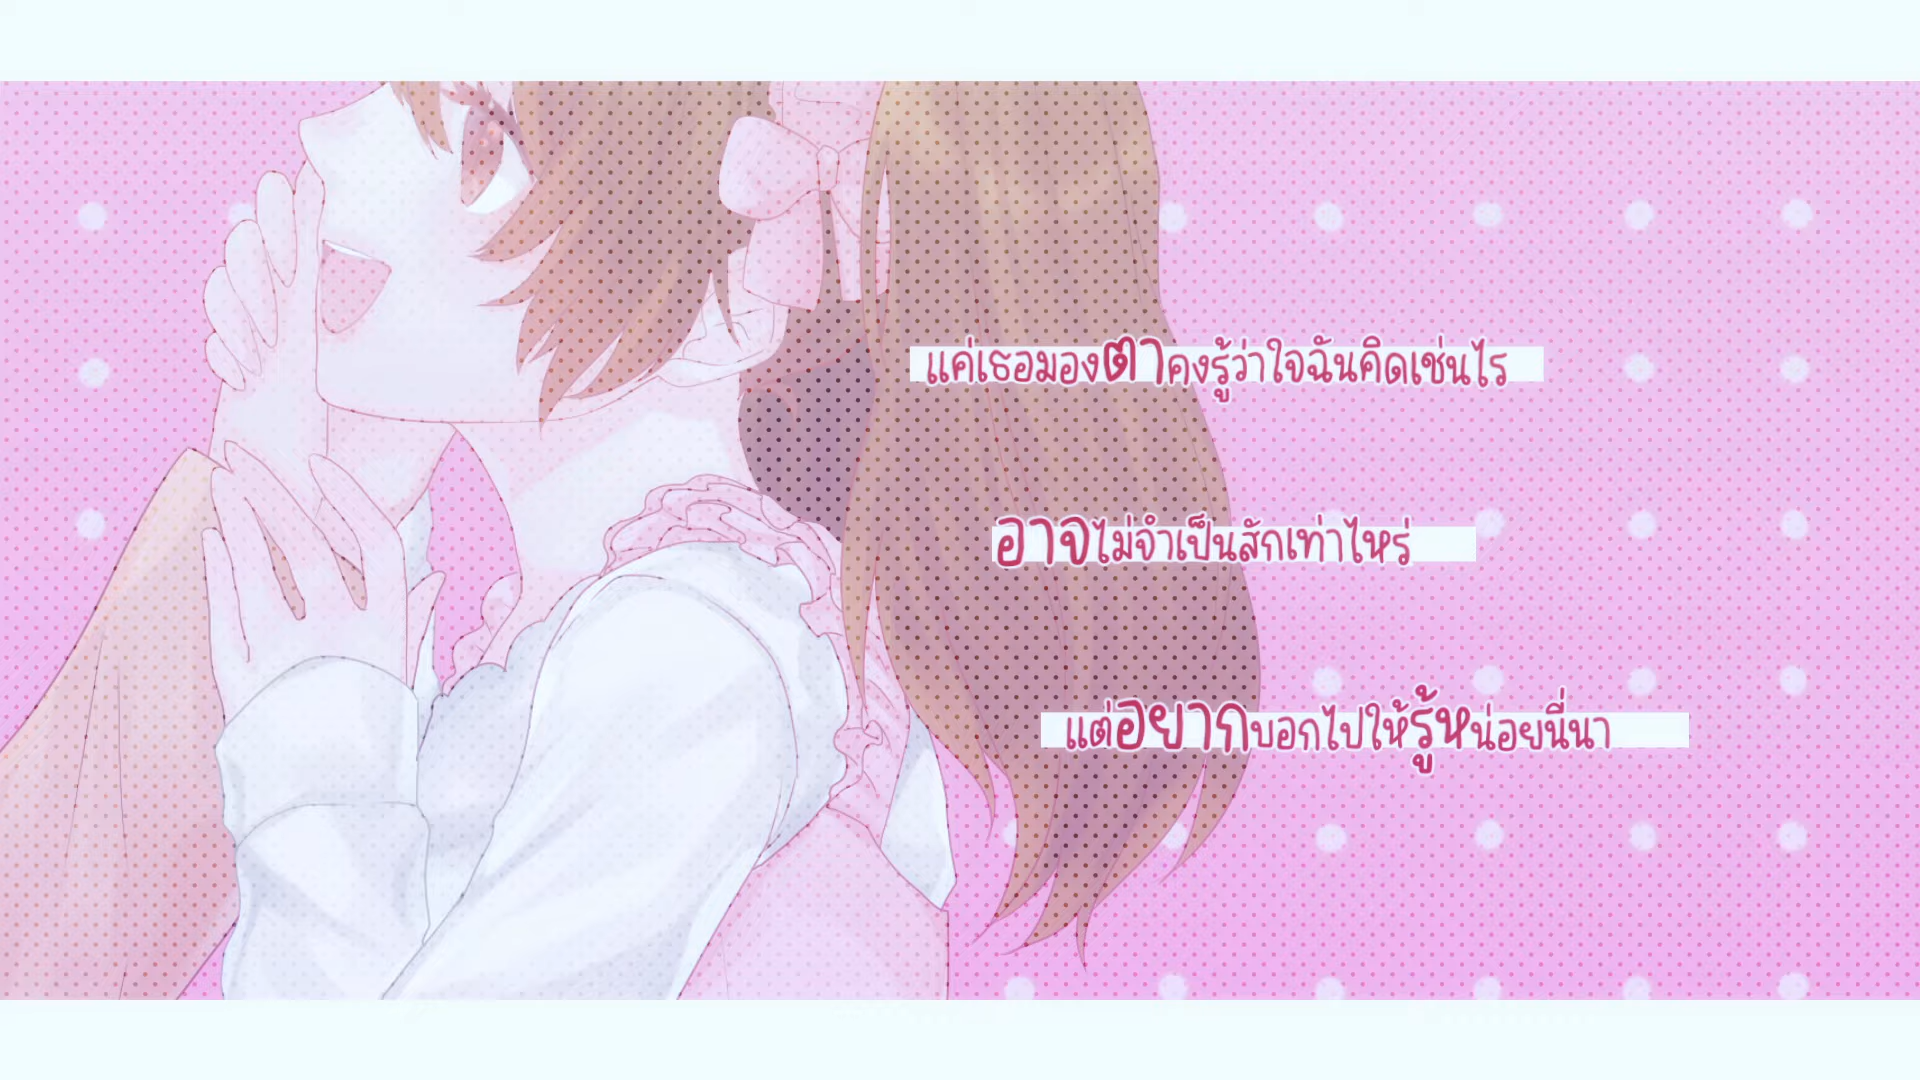 แค่เธอมองตาคงรู้ว่าใจฉันคิดเช่นไร
อาจไม่จำเป็นสักเท่าไหร่
แต่อยากบอกไปให้รู้หน่อยนี่นา